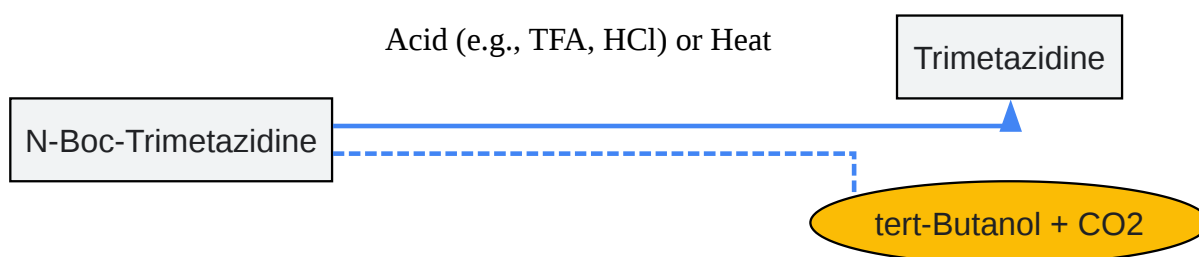 Acid (e.g., TFA, HCl) or Heat
Trimetazidine
N-Boc-Trimetazidine
tert-Butanol + CO2